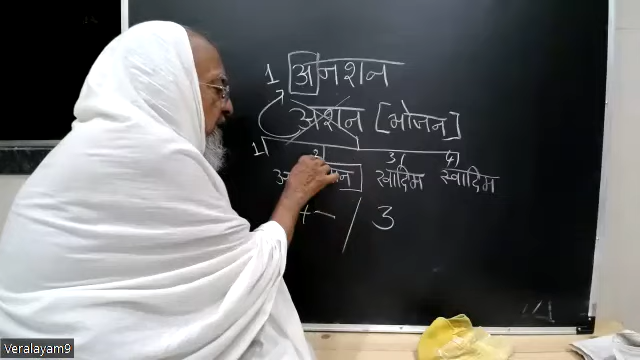 1 अनशन
अशन [भोजन]
1) 2) 3) 4)
खादिम स्वादिम
+ - / 3
Veralayam9